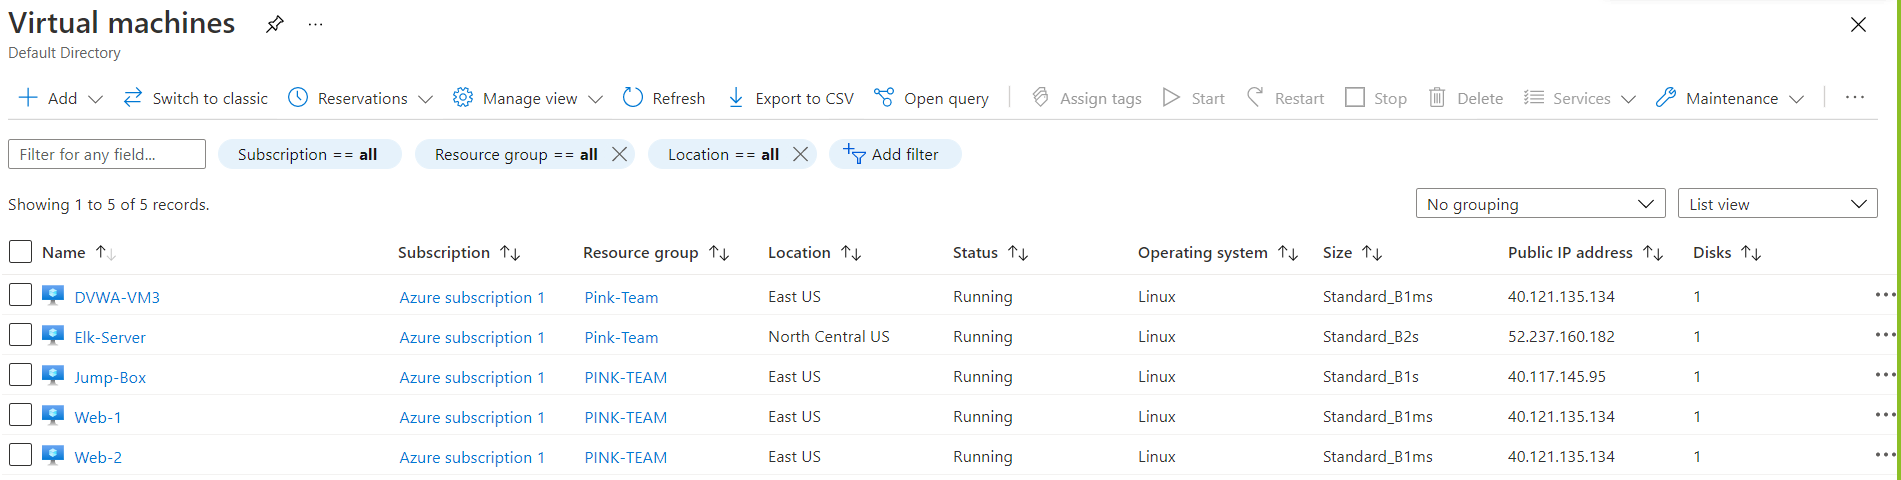 Virtual machines ...
Default Directory
Add Switch to classic Reservations Manage view Refresh Export to CSV Open query Assign tags Start Restart Stop Delete Services Maintenance ...
Filter for any field... Subscription == all Resource group == all Location == all Add filter
Showing 1 to 5 of 5 records. No grouping List view
Name Subscription Resource group Location Status Operating system Size Public IP address Disks
DVWA-VM3 Azure subscription 1 Pink-Team East US Running Linux Standard_B1ms 40.121.135.134 1 ...
Elk-Server Azure subscription 1 Pink-Team North Central US Running Linux Standard_B2s 52.237.160.182 1 ...
Jump-Box Azure subscription 1 PINK-TEAM East US Running Linux Standard_B1s 40.117.145.95 1 ...
Web-1 Azure subscription 1 PINK-TEAM East US Running Linux Standard_B1ms 40.121.135.134 1 ...
Web-2 Azure subscription 1 PINK-TEAM East US Running Linux Standard_B1ms 40.121.135.134 1 ...